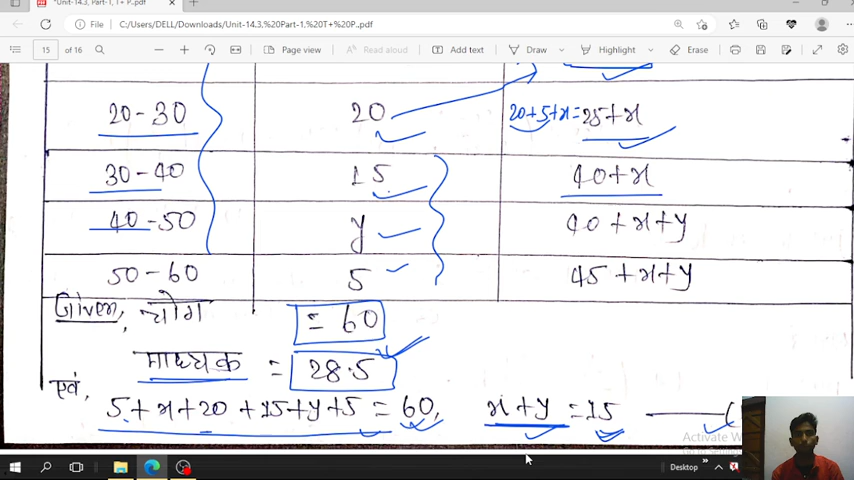 *Unit-14.3, Part-1, T+ P..pdf
File C:/Users/DELL/Downloads/Unit-14.3,%20Part-1.%20T+%20P..pdf
15 of 16 Page view Read aloud Add text Draw Highlight Erase
20-30 20 20+5+x=25+x
30-40 15 40+x
40-50 y 40+x+y
50-60 5 45+x+y
Given, योग = 60
माध्यक = 28.5
एवं,
5+x+20+15+y+5=60, x+y=15
Activate W
Desktop